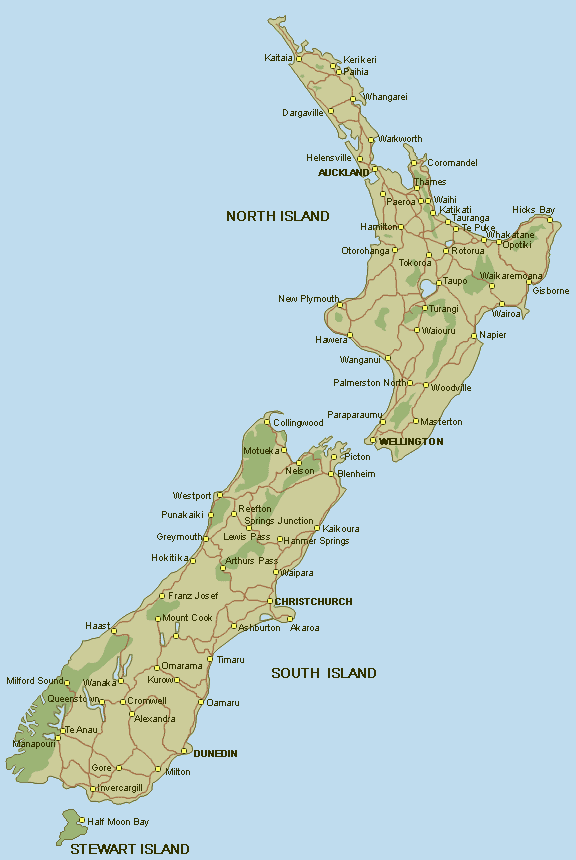 Kaitaia
Kerikeri
Paihia
Whangarei
Dargaville
Warkworth
Helensville
AUCKLAND
Coromandel
Thames
Paeroa
Waihi
Katikati
NORTH ISLAND
Tauranga
Hicks Bay
Hamilton
Te Puke
Whakatane
Opotiki
Otorohanga
Rotorua
Tokoroa
Waikaremoana
Taupo
Gisborne
New Plymouth
Turangi
Wairoa
Waiouru
Napier
Hawera
Wanganui
Palmerston North
Woodville
Paraparaumu
Masterton
Collingwood
WELLINGTON
Motueka
Picton
Nelson
Blenheim
Westport
Reefton
Punakaiki
Springs Junction
Kaikoura
Greymouth
Lewis Pass
Hanmer Springs
Hokitika
Arthurs Pass
Waipara
Franz Josef
CHRISTCHURCH
Mount Cook
Haast
Ashburton
Akaroa
Timaru
Omarama
SOUTH ISLAND
Milford Sound
Wanaka
Kurow
Queenstown
Cromwell
Oamaru
Alexandra
Te Anau
Manapouri
DUNEDIN
Gore
Milton
Invercargill
Half Moon Bay
STEWART ISLAND